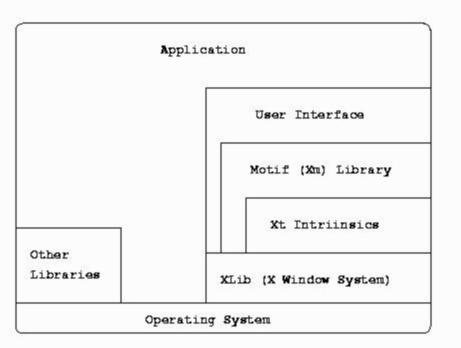 Application
User Interface
Motif (Xm) Library
Xt Intriinsics
Other
Libraries
XLib (X Window System)
Operating System